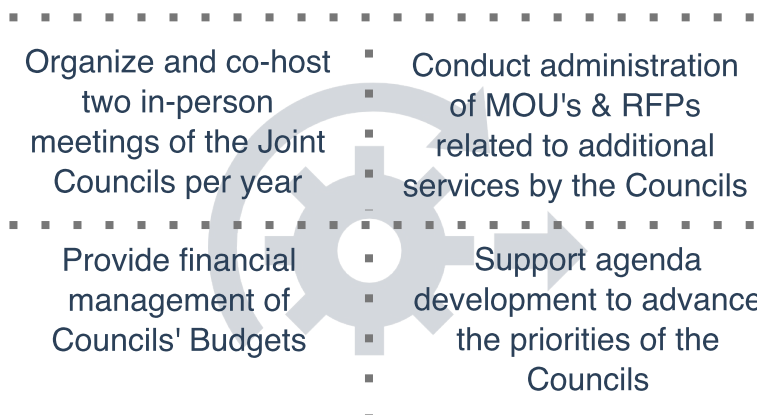 Organize and co-host
two in-person
meetings of the Joint
Councils per year
Conduct administration
of MOU's & RFPs
related to additional
services by the Councils
Provide financial
management of
Councils' Budgets
Support agenda
development to advance
the priorities of the
Councils